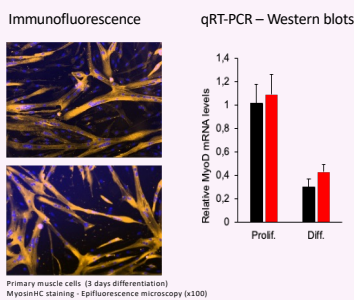 Immunofluorescence
qRT-PCR – Western blots
Relative MyoD mRNA levels
1,4
1,2
1
0,8
0,6
0,4
0,2
0
Prolif.
Diff.
Primary muscle cells (3 days differentiation)
MyosinHC staining - Epifluorescence microscopy (x100)